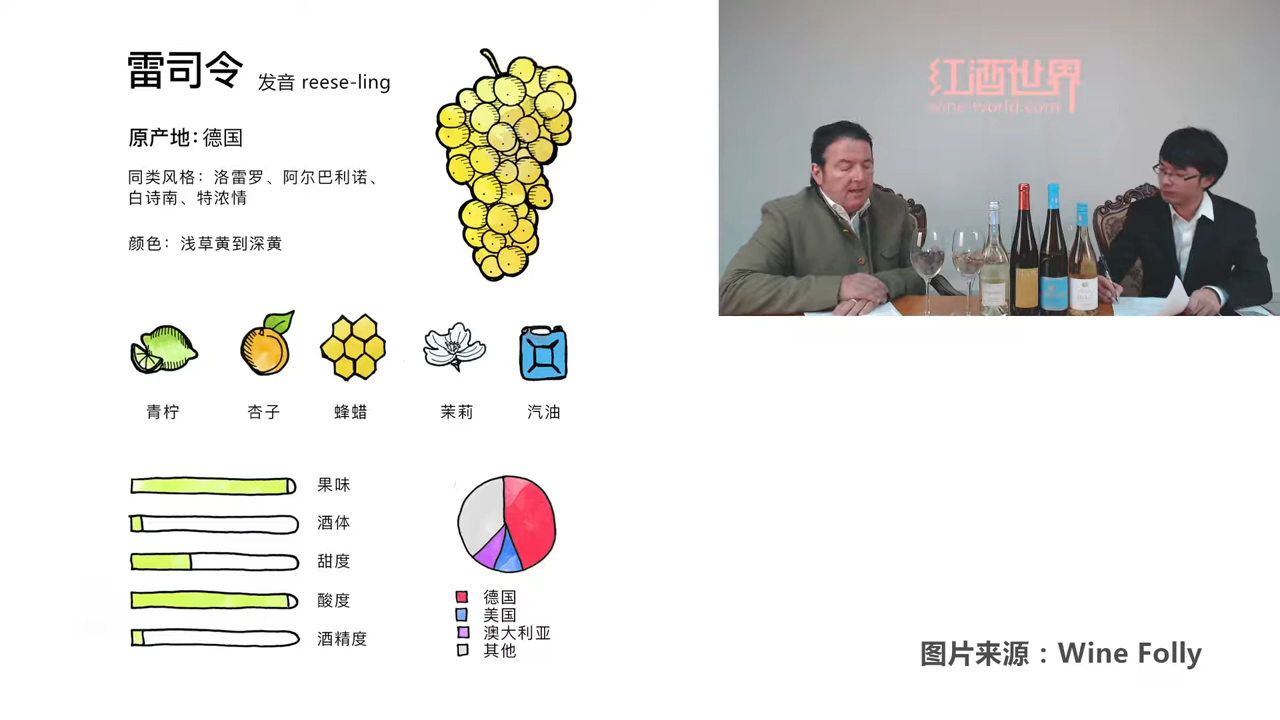 雷司令 发音 reese-ling
原产地：德国
同类风格：洛雷罗、阿尔巴利诺、
白诗南、特浓情
颜色：浅草黄到深黄
青柠 杏子 蜂蜡 茉莉 汽油
果味
酒体
甜度
酸度
酒精度
德国
美国
澳大利亚
其他
红酒世界
wine-world.com
图片来源：Wine Folly